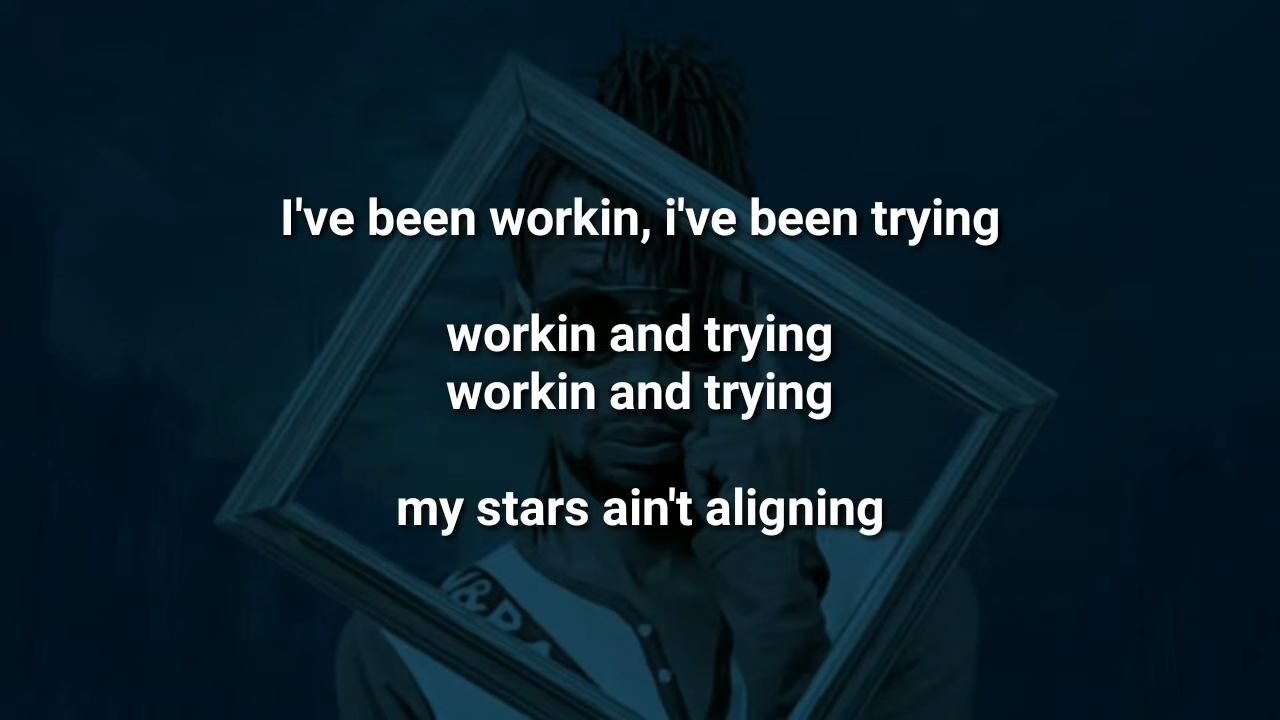 I've been workin, i've been trying
workin and trying
workin and trying
my stars ain't aligning